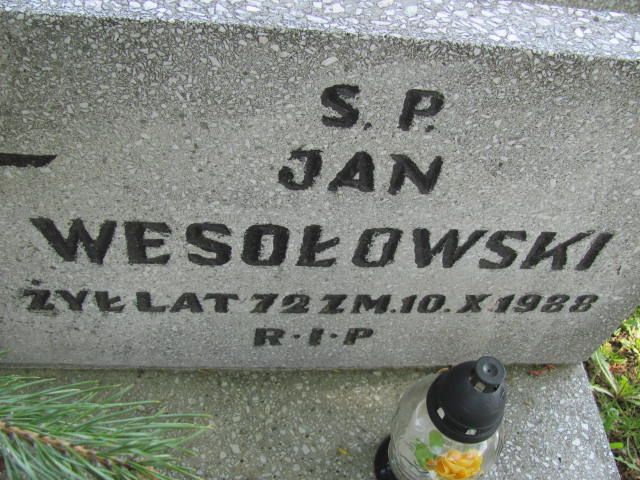 S. P.
JAN
WESOŁOWSKI
ŻYŁ LAT 72 ZM. 10. X 1988
R·I·P